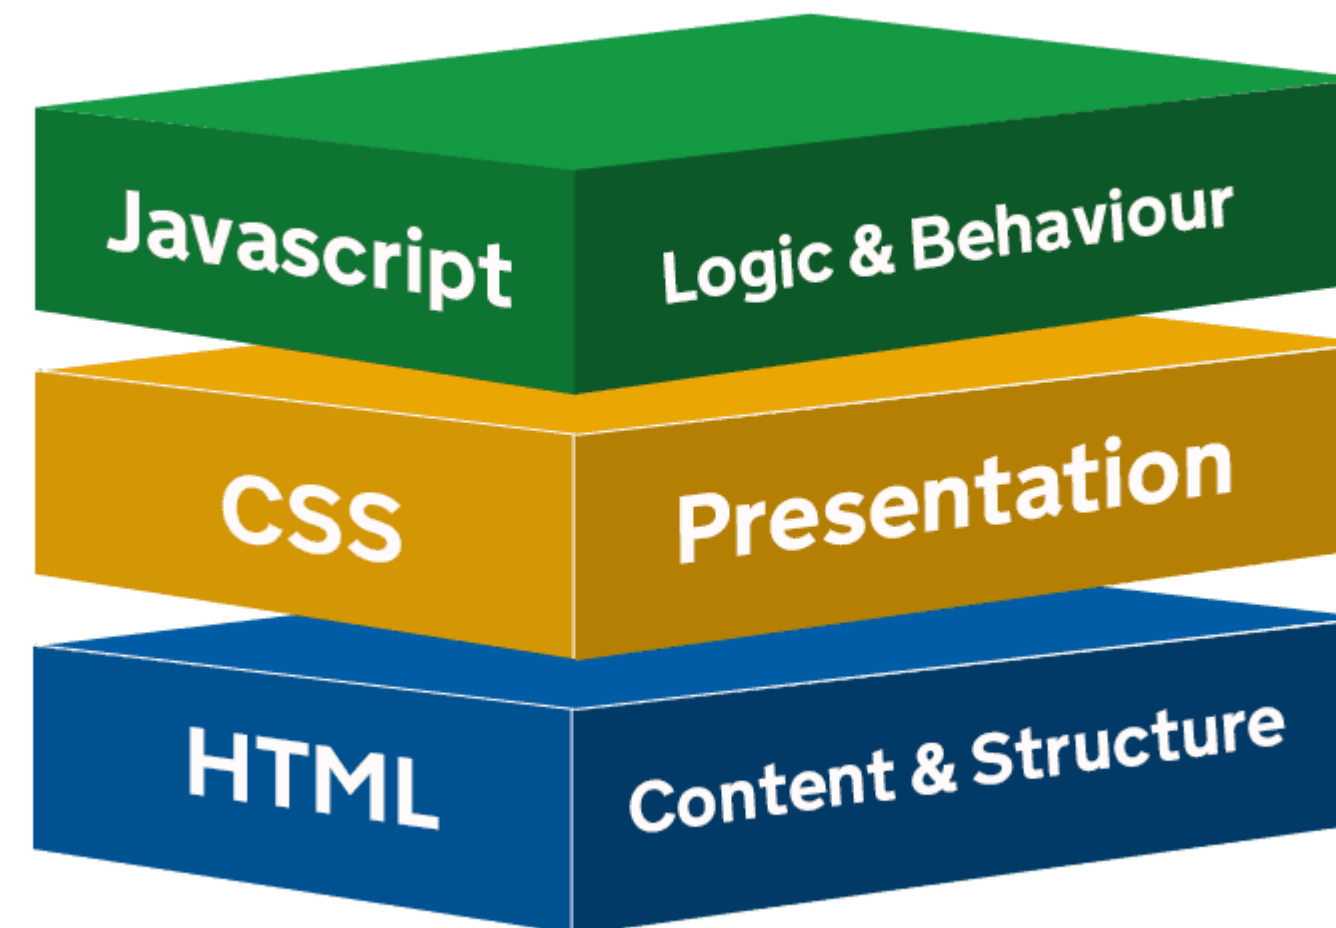 Javascript
Logic & Behaviour
CSS
Presentation
HTML
Content & Structure